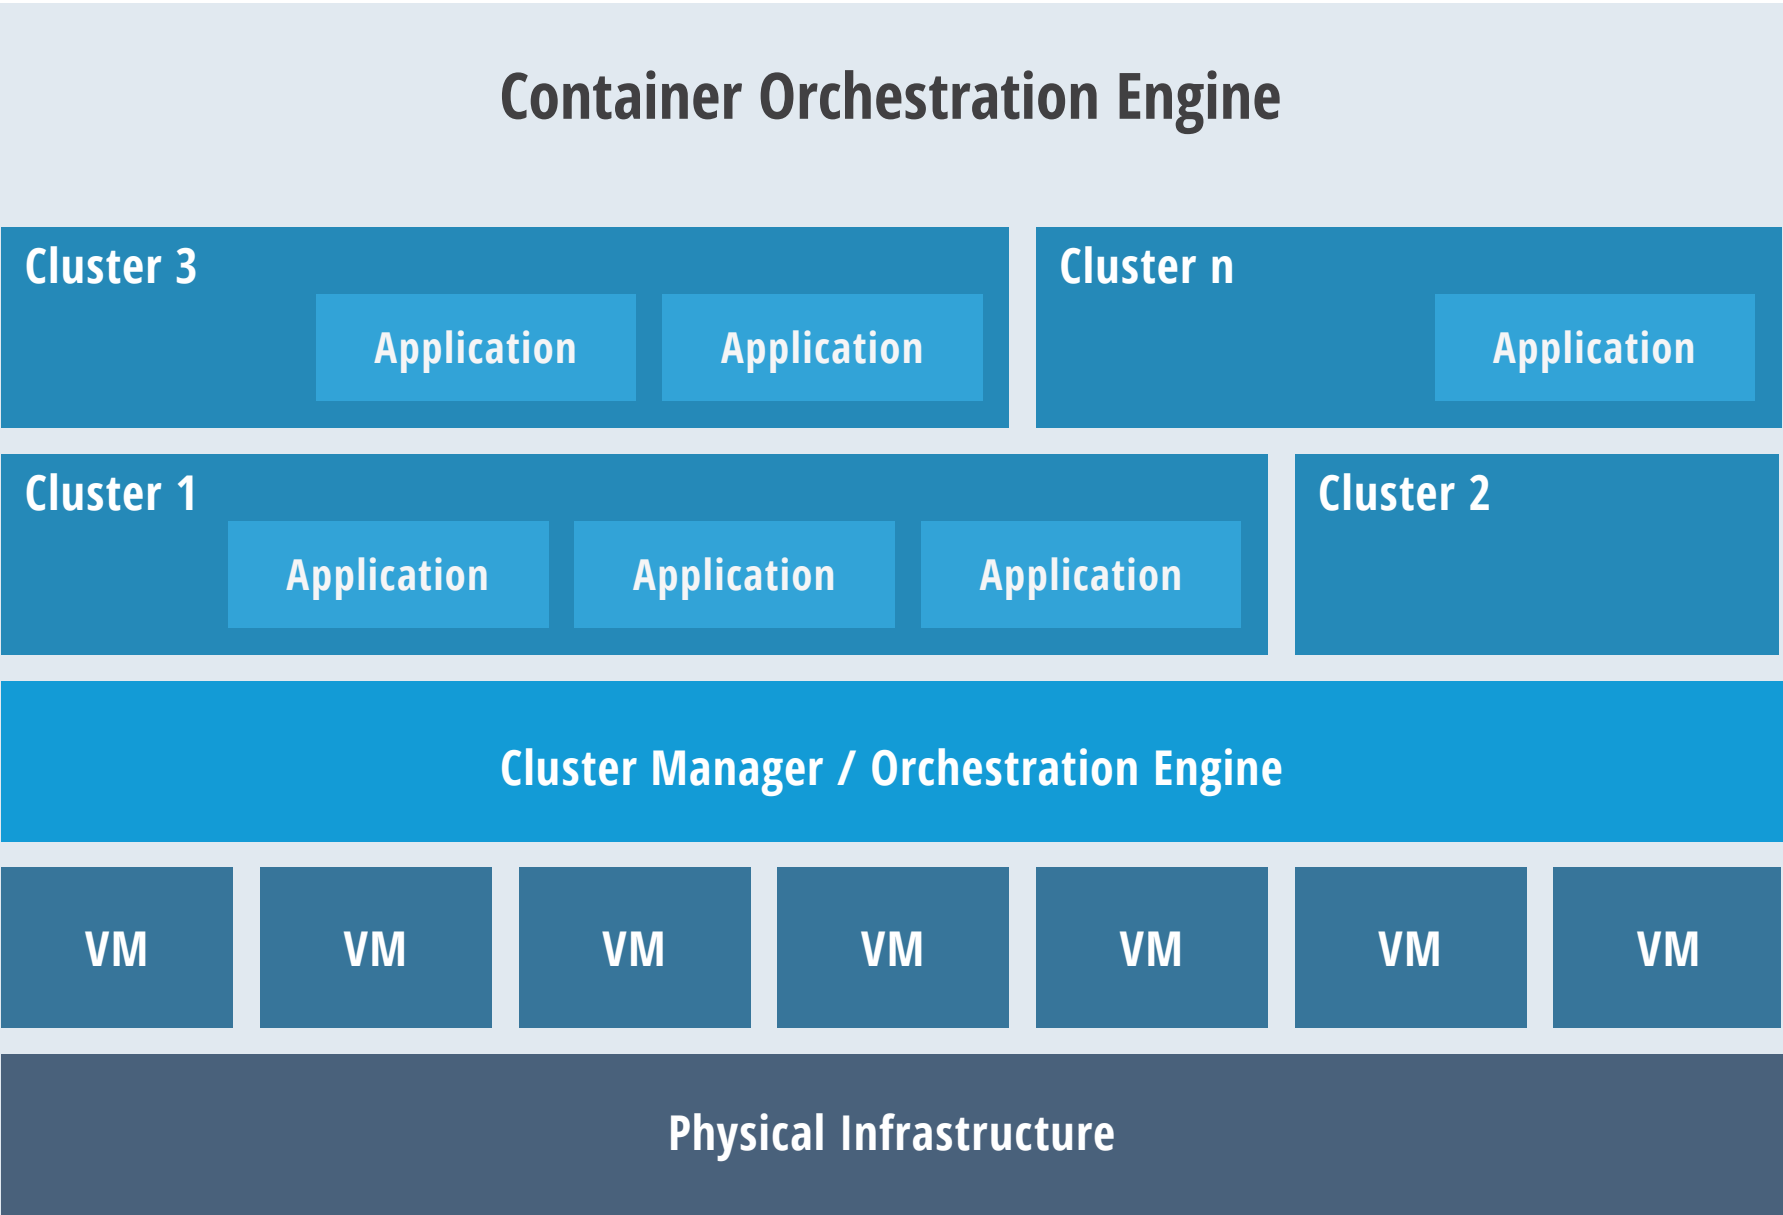 Container Orchestration Engine
Cluster 3
Application
Application
Cluster n
Application
Cluster 1
Application
Application
Application
Cluster 2
Cluster Manager / Orchestration Engine
VM
VM
VM
VM
VM
VM
VM
Physical Infrastructure